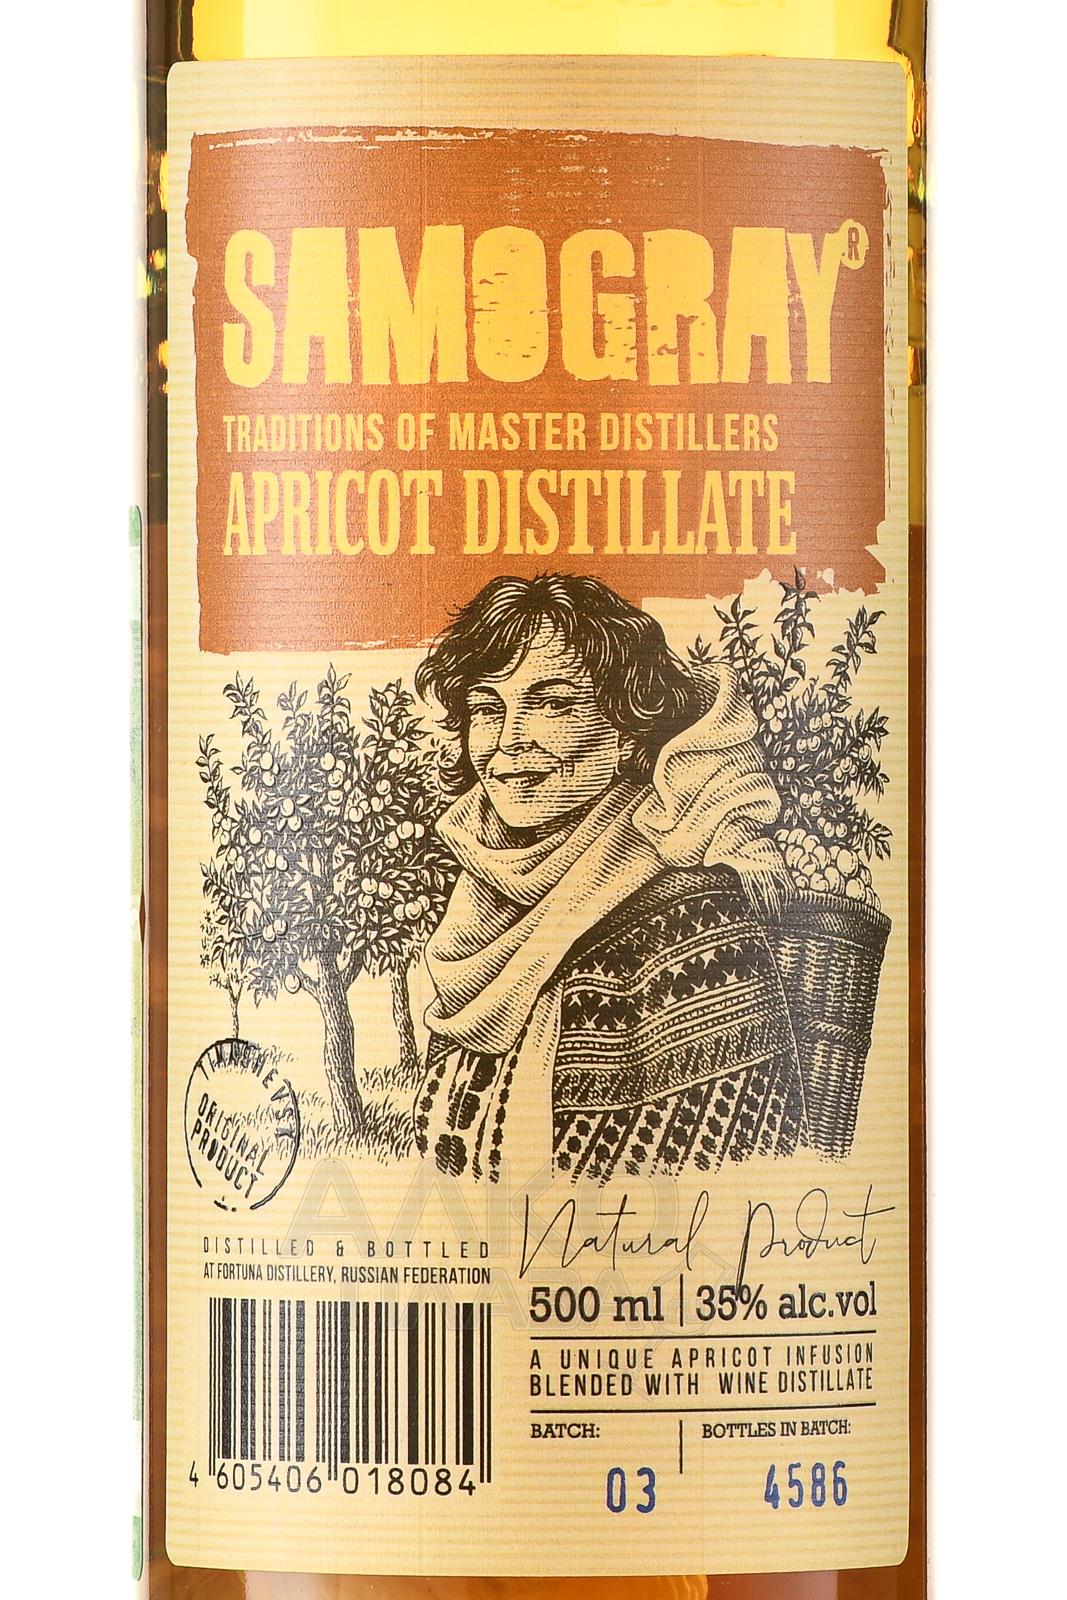 SAMOGRAY®
TRADITIONS OF MASTER DISTILLERS
APRICOT DISTILLATE
TIMASHEVSK
ORIGINAL
PRODUCT
Natural product
DISTILLED & BOTTLED
AT FORTUNA DISTILLERY, RUSSIAN FEDERATION
500 ml | 35% alc.vol
A UNIQUE APRICOT INFUSION
BLENDED WITH WINE DISTILLATE
BATCH:
BOTTLES IN BATCH:
03
4586
4 605406 018084